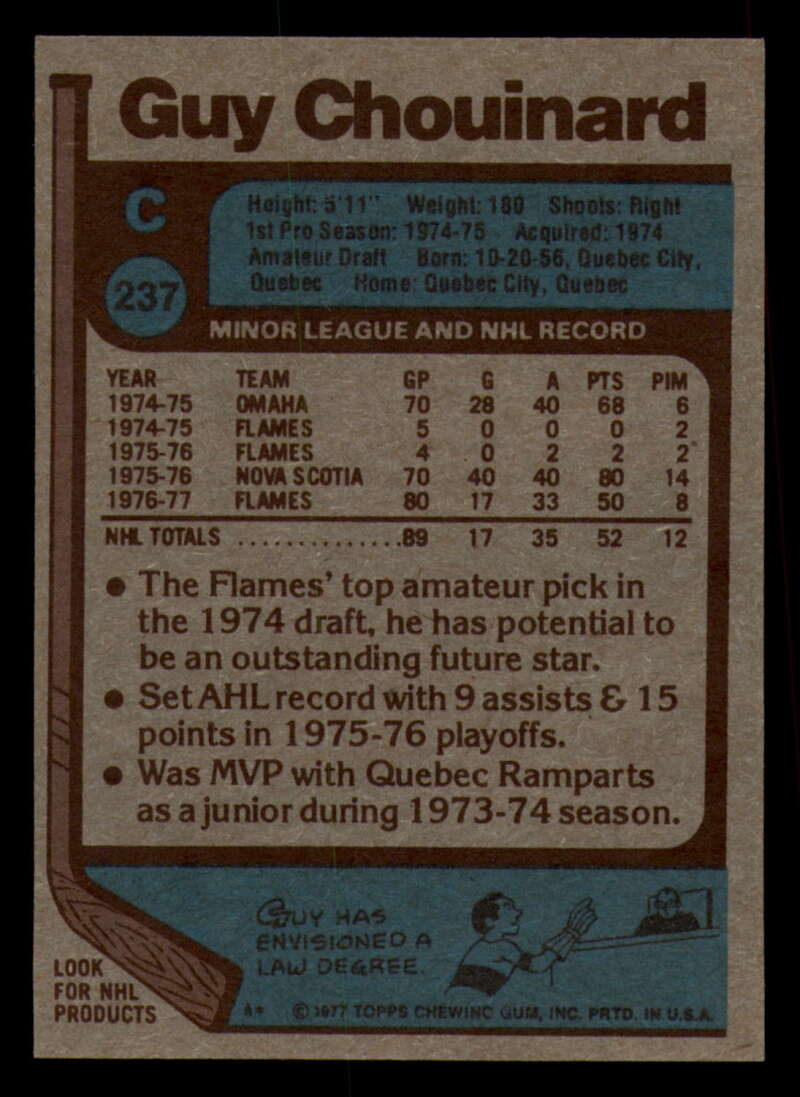 Guy Chouinard
C
237
Height: 5'11" Weight: 180 Shoots: Right
1st Pro Season: 1974-75 Acquired: 1974
Amateur Draft Born: 10-20-56, Quebec City,
Quebec Home: Quebec City, Quebec
MINOR LEAGUE AND NHL RECORD
YEAR TEAM GP G A PTS PIM
1974-75 OMAHA 70 28 40 68 6
1974-75 FLAMES 5 0 0 0 2
1975-76 FLAMES 4 0 2 2 2
1975-76 NOVA SCOTIA 70 40 40 80 14
1976-77 FLAMES 80 17 33 50 8
NHL TOTALS ...............89 17 35 52 12
● The Flames' top amateur pick in
the 1974 draft, he has potential to
be an outstanding future star.
● Set AHL record with 9 assists & 15
points in 1975-76 playoffs.
● Was MVP with Quebec Ramparts
as a junior during 1973-74 season.
GUY HAS
ENVISIONED A
LAW DEGREE.
LOOK
FOR NHL
PRODUCTS
A* © 1977 TOPPS CHEWING GUM, INC. PRTD. IN U.S.A.